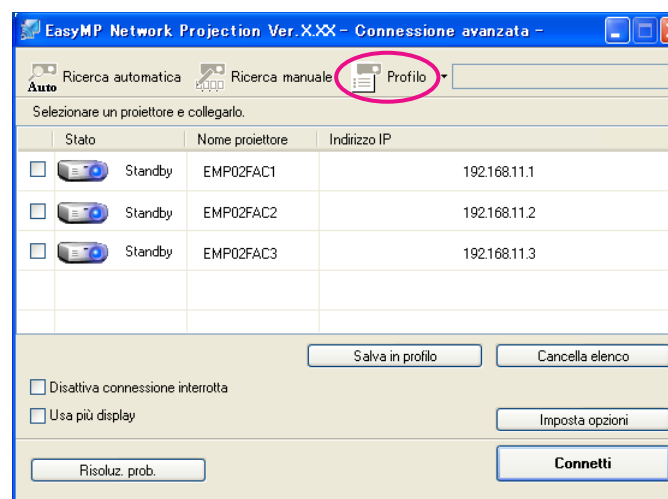 EasyMP Network Projection Ver.X.XX - Connessione avanzata -
Auto Ricerca automatica Ricerca manuale Profilo
Selezionare un proiettore e collegarlo.
Stato Nome proiettore Indirizzo IP
Standby EMP02FAC1 192.168.11.1
Standby EMP02FAC2 192.168.11.2
Standby EMP02FAC3 192.168.11.3
Salva in profilo Cancella elenco
Disattiva connessione interrotta
Usa più display Imposta opzioni
Risoluz. prob. Connetti